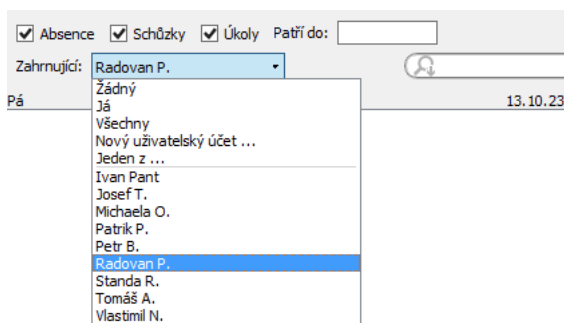 Absence Schůzky Úkoly Patří do:
Zahrnující: Radovan P.
Pá 13.10.23
Žádný
Já
Všechny
Nový uživatelský účet ...
Jeden z ...
Ivan Pant
Josef T.
Michaela O.
Patrik P.
Petr B.
Radovan P.
Standa R.
Tomáš A.
Vlastimil N.